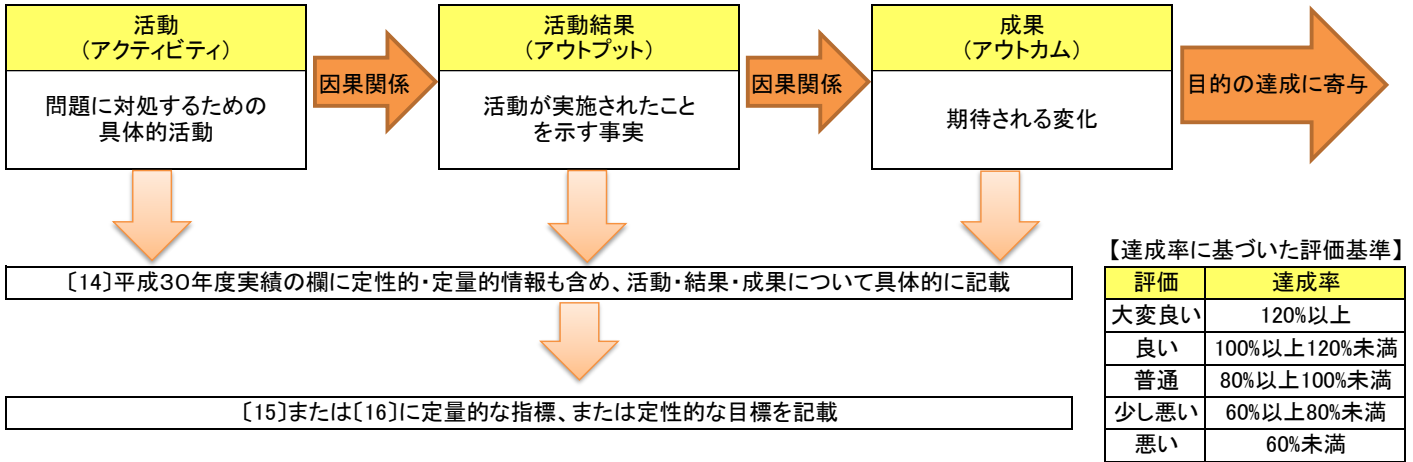 活動
(アクティビティ)
問題に対処するための
具体的活動
因果関係
活動結果
(アウトプット)
活動が実施されたこと
を示す事実
因果関係
成果
(アウトカム)
期待される変化
目的の達成に寄与
〔14〕平成30年度実績の欄に定性的・定量的情報も含め、活動・結果・成果について具体的に記載
〔15〕または〔16〕に定量的な指標、または定性的な目標を記載
【達成率に基づいた評価基準】
評価 達成率
大変良い 120%以上
良い 100%以上120%未満
普通 80%以上100%未満
少し悪い 60%以上80%未満
悪い 60%未満